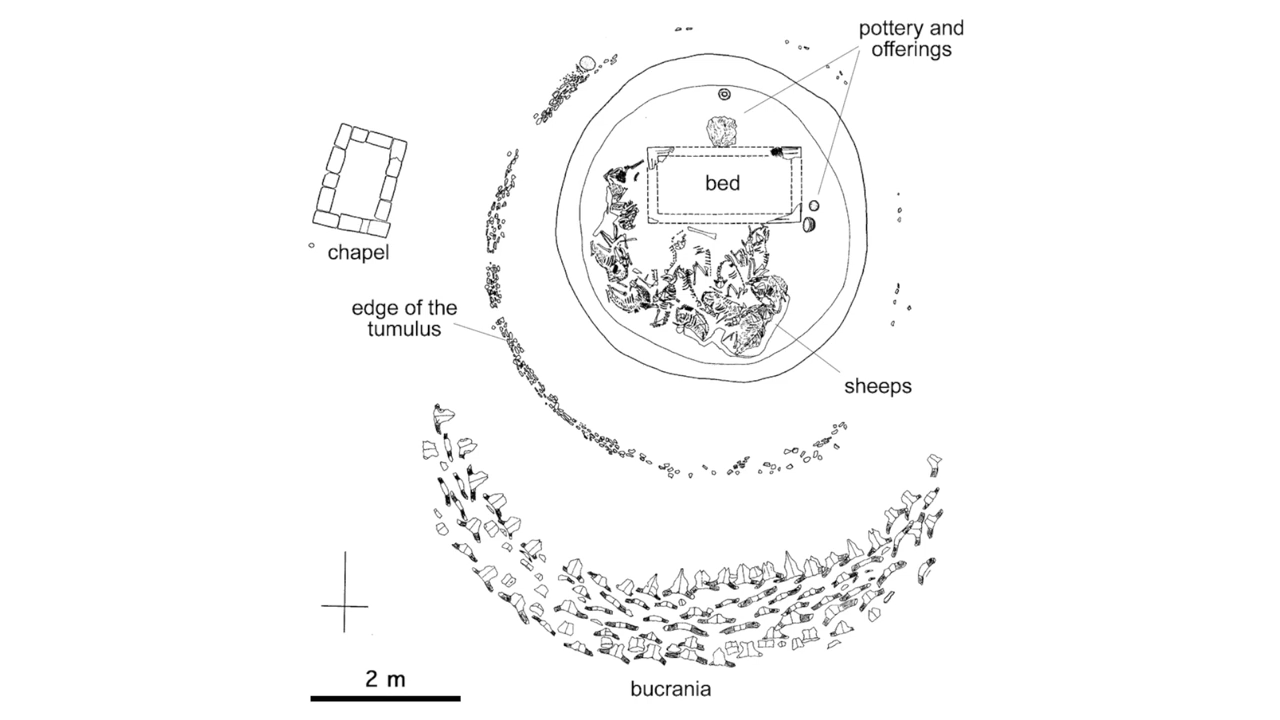 pottery and
offerings
bed
chapel
edge of the
tumulus
sheeps
2 m
bucrania